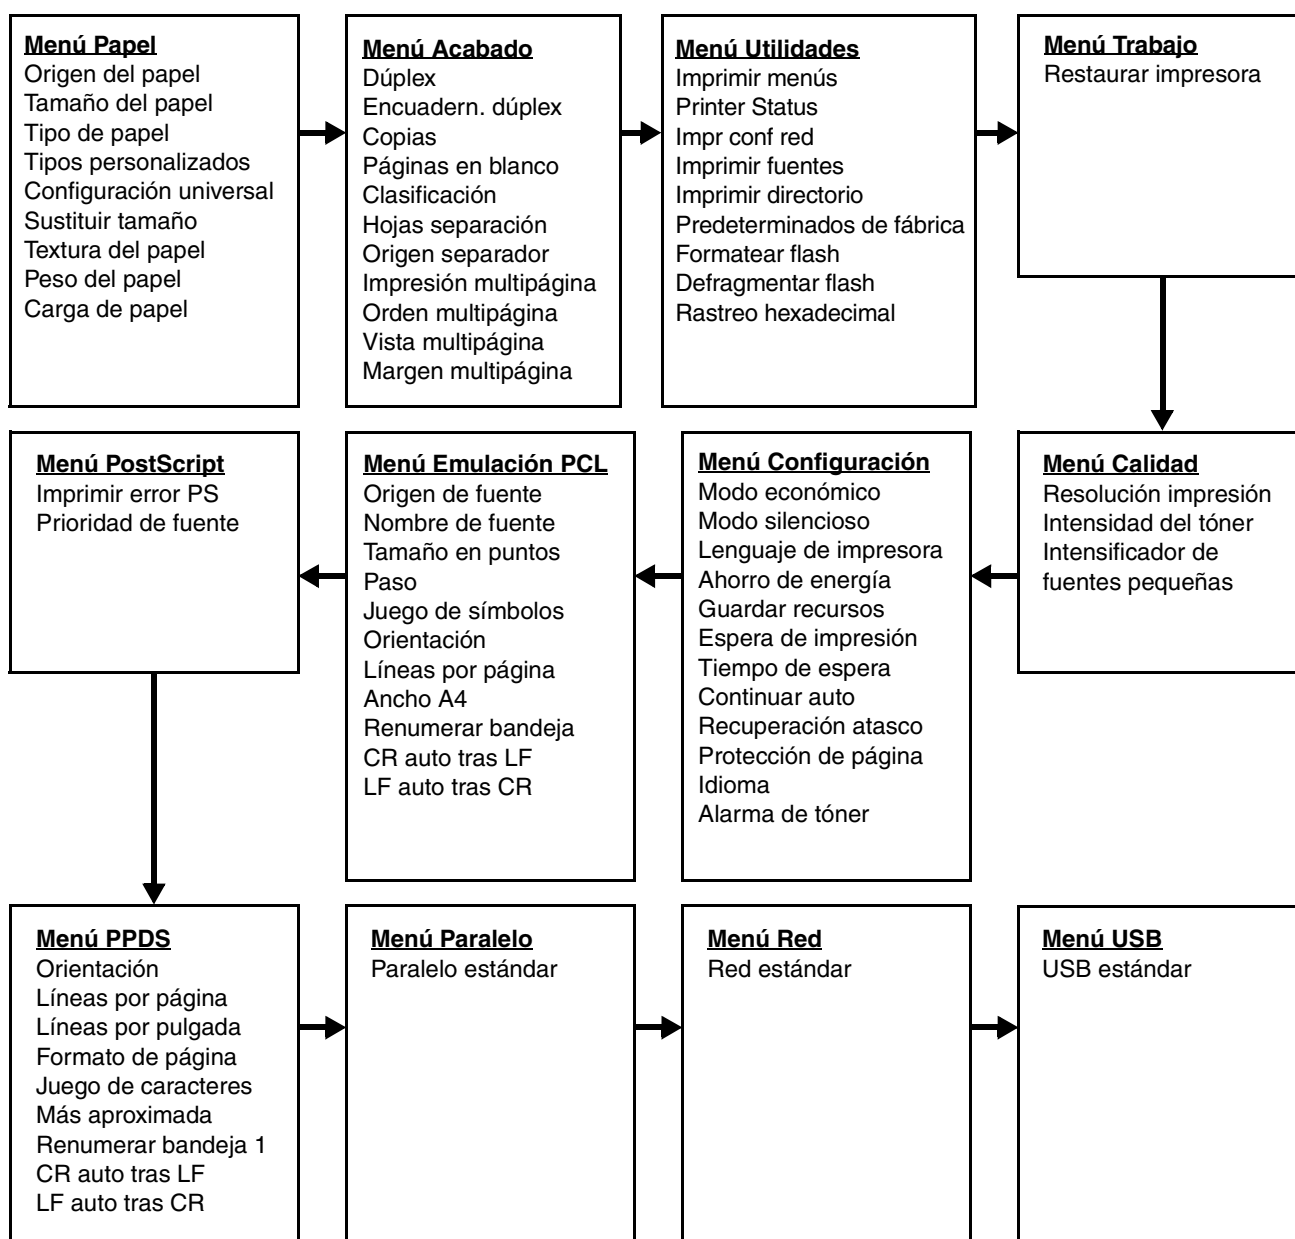 Menú Papel
Origen del papel
Tamaño del papel
Tipo de papel
Tipos personalizados
Configuración universal
Sustituir tamaño
Textura del papel
Peso del papel
Carga de papel
Menú Acabado
Dúplex
Encuadern. dúplex
Copias
Páginas en blanco
Clasificación
Hojas separación
Origen separador
Impresión multipágina
Orden multipágina
Vista multipágina
Margen multipágina
Menú Utilidades
Imprimir menús
Printer Status
Impr conf red
Imprimir fuentes
Imprimir directorio
Predeterminados de fábrica
Formatear flash
Defragmentar flash
Rastreo hexadecimal
Menú Trabajo
Restaurar impresora
Menú Calidad
Resolución impresión
Intensidad del tóner
Intensificador de
fuentes pequeñas
Menú Configuración
Modo económico
Modo silencioso
Lenguaje de impresora
Ahorro de energía
Guardar recursos
Espera de impresión
Tiempo de espera
Continuar auto
Recuperación atasco
Protección de página
Idioma
Alarma de tóner
Menú Emulación PCL
Origen de fuente
Nombre de fuente
Tamaño en puntos
Paso
Juego de símbolos
Orientación
Líneas por página
Ancho A4
Renumerar bandeja
CR auto tras LF
LF auto tras CR
Menú PostScript
Imprimir error PS
Prioridad de fuente
Menú PPDS
Orientación
Líneas por página
Líneas por pulgada
Formato de página
Juego de caracteres
Más aproximada
Renumerar bandeja 1
CR auto tras LF
LF auto tras CR
Menú Paralelo
Paralelo estándar
Menú Red
Red estándar
Menú USB
USB estándar